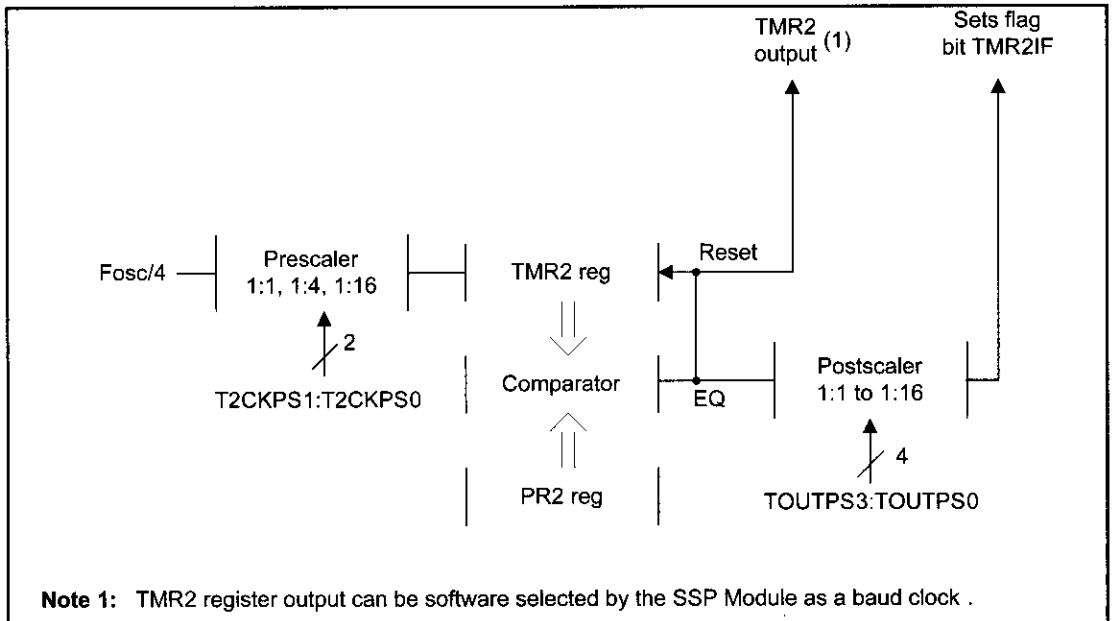 TMR2
output (1)
Sets flag
bit TMR2IF
Fosc/4
Prescaler
1:1, 1:4, 1:16
2
T2CKPS1:T2CKPS0
TMR2 reg
Reset
Comparator
EQ
PR2 reg
Postscaler
1:1 to 1:16
4
TOUTPS3:TOUTPS0
Note 1: TMR2 register output can be software selected by the SSP Module as a baud clock .